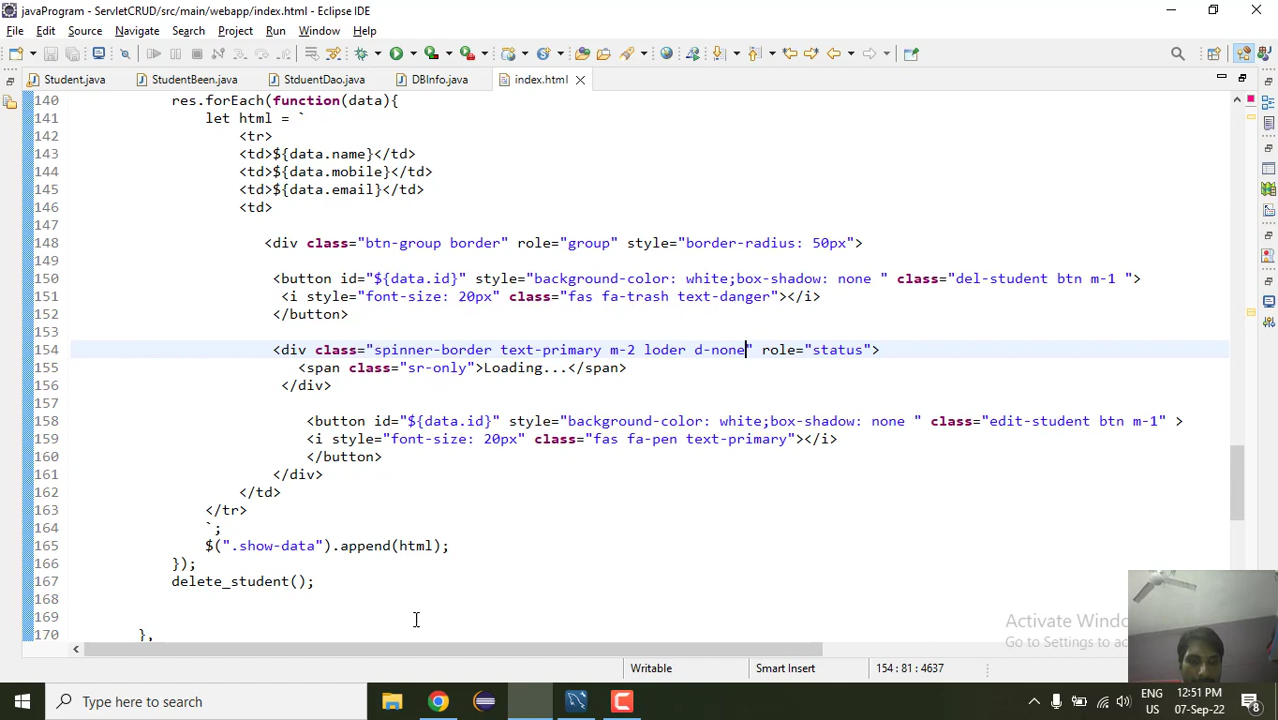 javaProgram - ServletCRUD/src/main/webapp/index.html - Eclipse IDE
File Edit Source Navigate Search Project Run Window Help
Student.java StudentBeen.java StduentDao.java DBInfo.java index.html
140 res.forEach(function(data){
141 let html = `
142 <tr>
143 <td>${data.name}</td>
144 <td>${data.mobile}</td>
145 <td>${data.email}</td>
146 <td>
147
148 <div class="btn-group border" role="group" style="border-radius: 50px">
149
150 <button id="${data.id}" style="background-color: white;box-shadow: none " class="del-student btn m-1 ">
151 <i style="font-size: 20px" class="fas fa-trash text-danger"></i>
152 </button>
153
154 <div class="spinner-border text-primary m-2 loder d-none" role="status">
155 <span class="sr-only">Loading...</span>
156 </div>
157
158 <button id="${data.id}" style="background-color: white;box-shadow: none " class="edit-student btn m-1" >
159 <i style="font-size: 20px" class="fas fa-pen text-primary"></i>
160 </button>
161 </div>
162 </td>
163 </tr>
164 `;
165 $(".show-data").append(html);
166 });
167 delete_student();
168
169
170 },
Activate Windo
Go to Settings to a
Writable Smart Insert 154 : 81 : 4637
Type here to search
ENG
US
12:51 PM
07-Sep-22
8